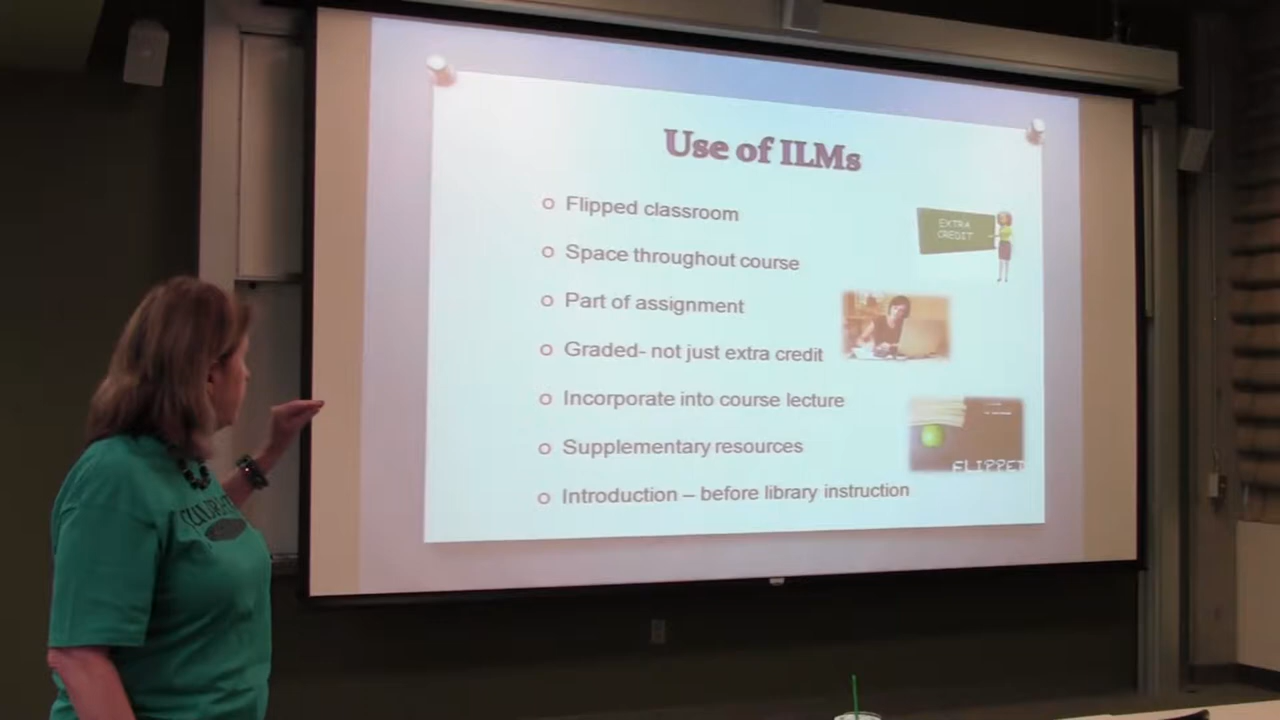 Use of ILMs
Flipped classroom
Space throughout course
Part of assignment
Graded- not just extra credit
Incorporate into course lecture
Supplementary resources
Introduction – before library instruction
EXTRA
CREDIT